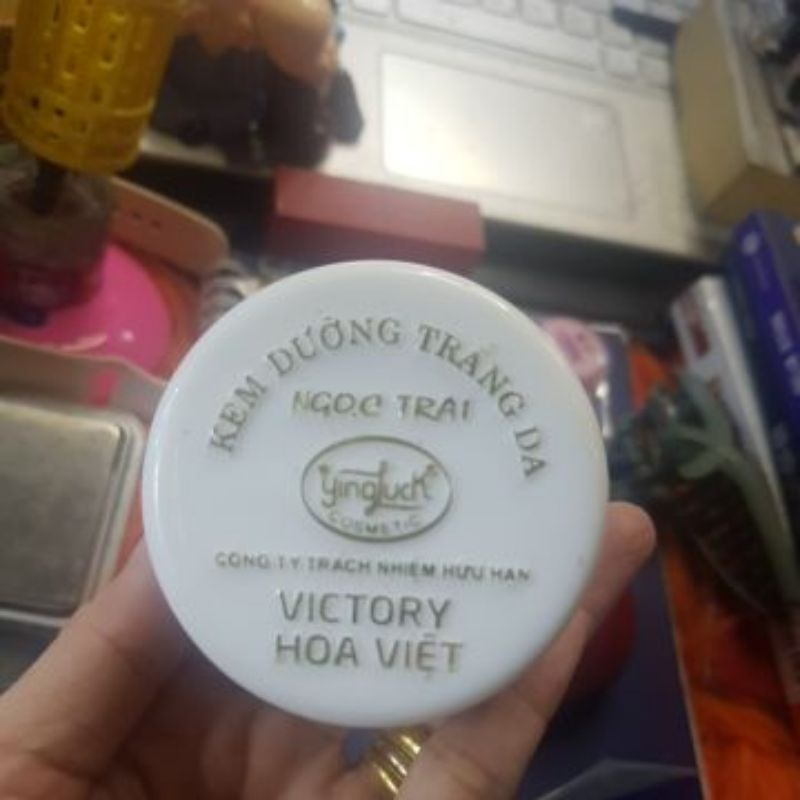 KEM DƯỠNG TRẮNG DA
NGỌC TRAI
YingLuck
COSMETIC
CÔNG TY TRÁCH NHIỆM HỮU HẠN
VICTORY
HOA VIỆT